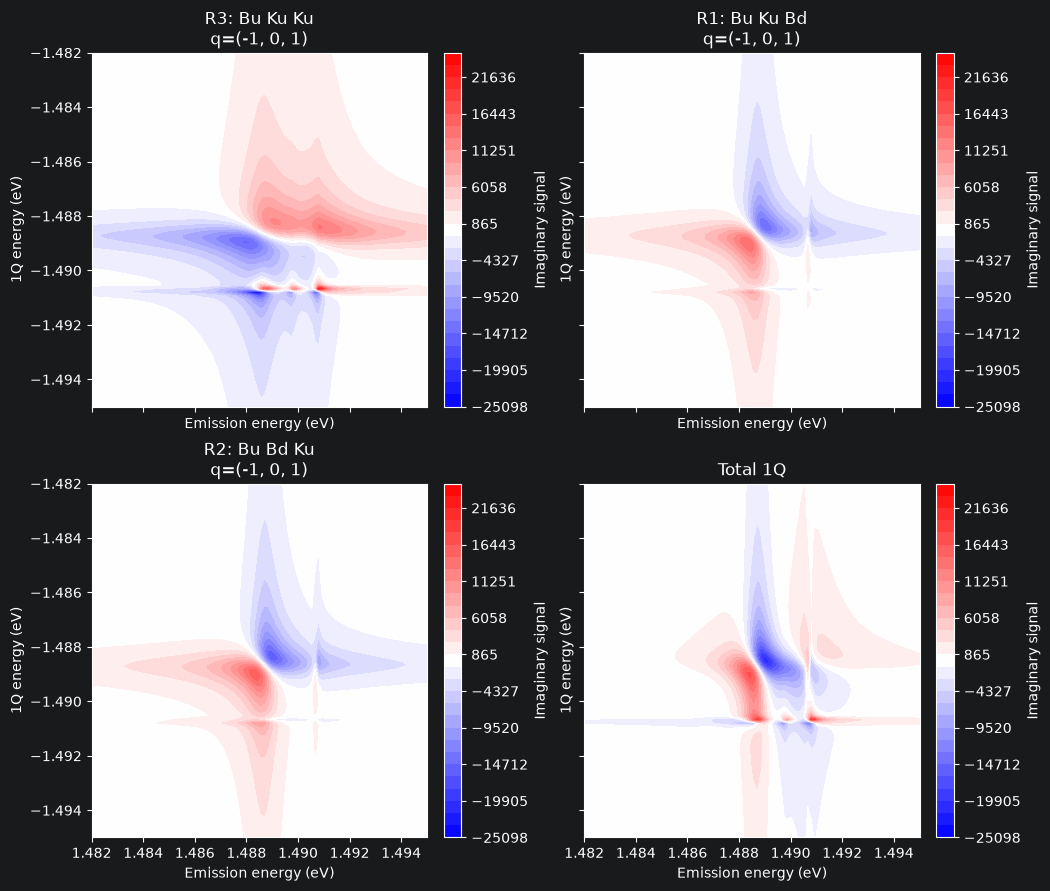 R3: Bu Ku Ku
q=(-1, 0, 1)
−1.482
−1.484
−1.486
−1.488
−1.490
−1.492
−1.494
1Q energy (eV)
Emission energy (eV)
21636
16443
11251
6058
865
−4327
−9520
−14712
−19905
−25098
Imaginary signal
R1: Bu Ku Bd
q=(-1, 0, 1)
1Q energy (eV)
Emission energy (eV)
21636
16443
11251
6058
865
−4327
−9520
−14712
−19905
−25098
Imaginary signal
R2: Bu Bd Ku
q=(-1, 0, 1)
−1.482
−1.484
−1.486
−1.488
−1.490
−1.492
−1.494
1Q energy (eV)
1.482 1.484 1.486 1.488 1.490 1.492 1.494
Emission energy (eV)
21636
16443
11251
6058
865
−4327
−9520
−14712
−19905
−25098
Imaginary signal
Total 1Q
1Q energy (eV)
1.482 1.484 1.486 1.488 1.490 1.492 1.494
Emission energy (eV)
21636
16443
11251
6058
865
−4327
−9520
−14712
−19905
−25098
Imaginary signal